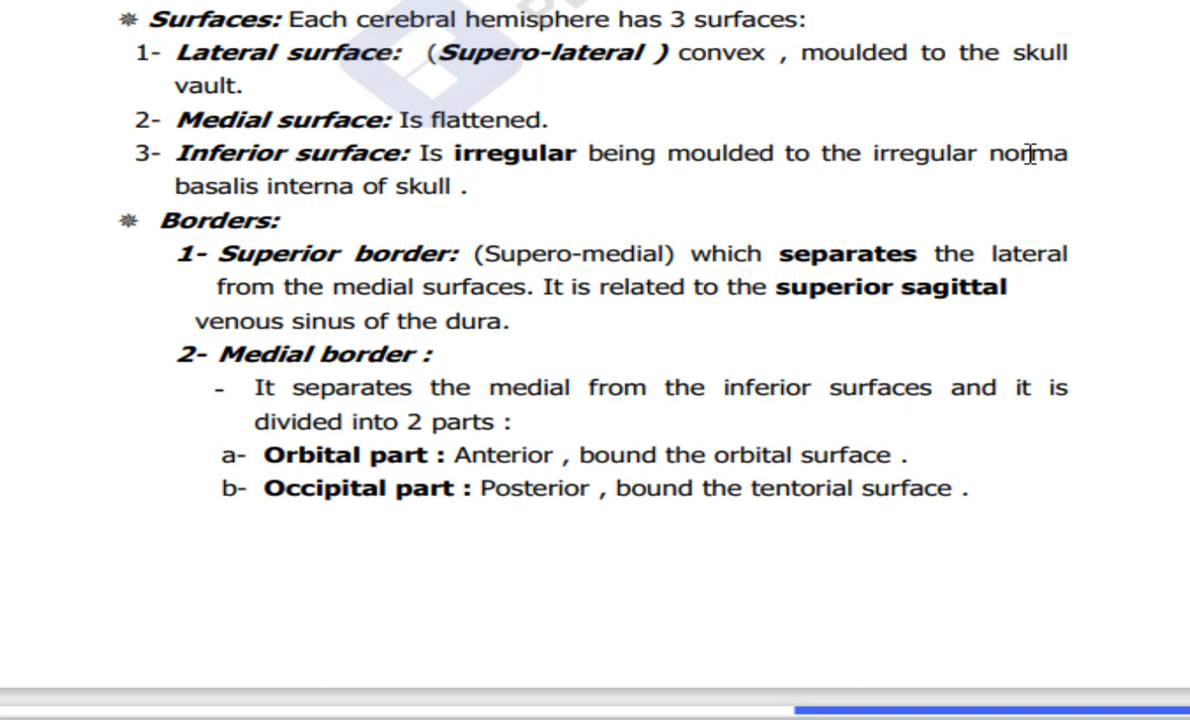 ⁕ Surfaces: Each cerebral hemisphere has 3 surfaces:
1- Lateral surface: (Supero-lateral ) convex , moulded to the skull
vault.
2- Medial surface: Is flattened.
3- Inferior surface: Is irregular being moulded to the irregular norma
basalis interna of skull .
⁕ Borders:
1- Superior border: (Supero-medial) which separates the lateral
from the medial surfaces. It is related to the superior sagittal
venous sinus of the dura.
2- Medial border :
- It separates the medial from the inferior surfaces and it is
divided into 2 parts :
a- Orbital part : Anterior , bound the orbital surface .
b- Occipital part : Posterior , bound the tentorial surface .